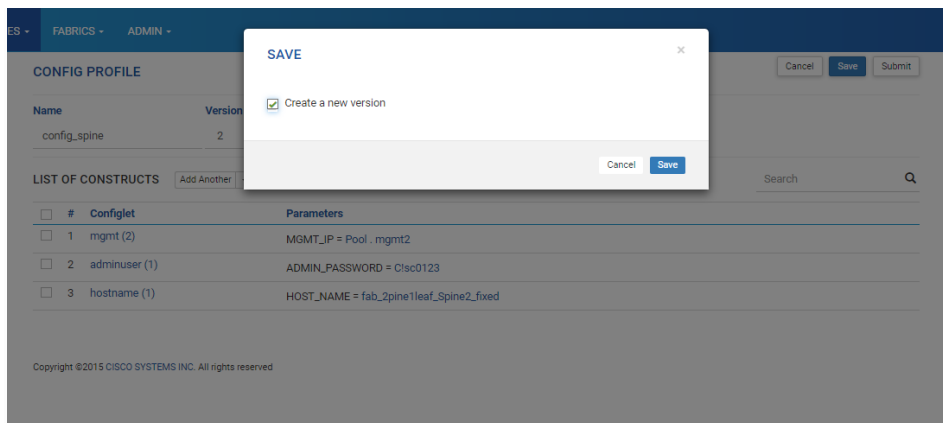 ES
FABRICS
ADMIN
SAVE
×
Create a new version
Cancel Save
CONFIG PROFILE
Cancel Save Submit
Name Version
config_spine 2
LIST OF CONSTRUCTS Add Another Search
# Configlet Parameters
1 mgmt (2) MGMT_IP = Pool . mgmt2
2 adminuser (1) ADMIN_PASSWORD = C!sc0123
3 hostname (1) HOST_NAME = fab_2pine1leaf_Spine2_fixed
Copyright ©2015 CISCO SYSTEMS INC. All rights reserved